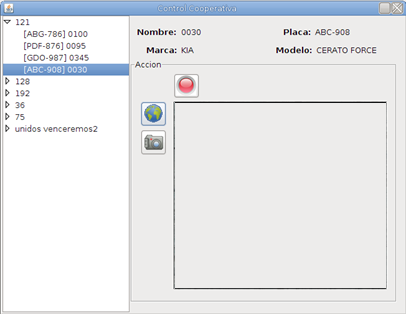 Control Cooperativa
121
[ABG-786] 0100
[PDF-876] 0095
[GDO-987] 0345
[ABC-908] 0030
128
192
36
75
unidos venceremos2
Nombre: 0030 Placa: ABC-908
Marca: KIA Modelo: CERATO FORCE
Accion